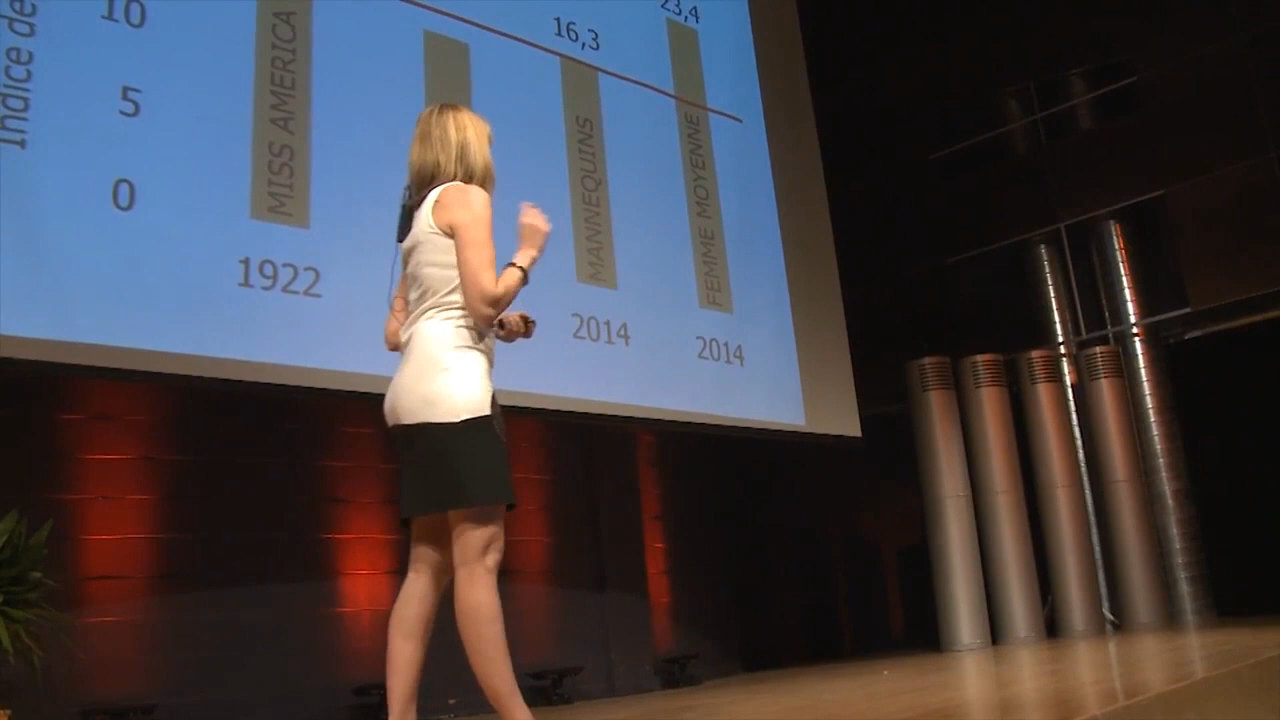 Indice de
10
5
0
MISS AMERICA
1922
16,3
MANNEQUINS
2014
23,4
FEMME MOYENNE
2014